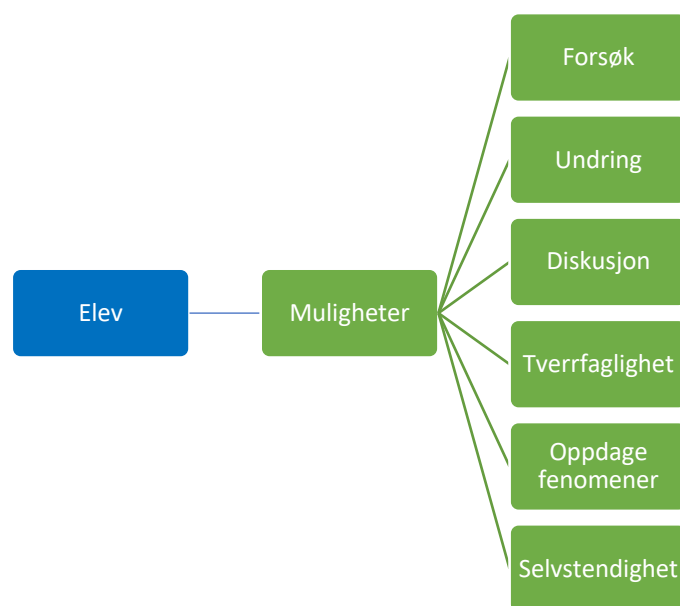 Elev
Muligheter
Forsøk
Undring
Diskusjon
Tverrfaglighet
Oppdage
fenomener
Selvstendighet